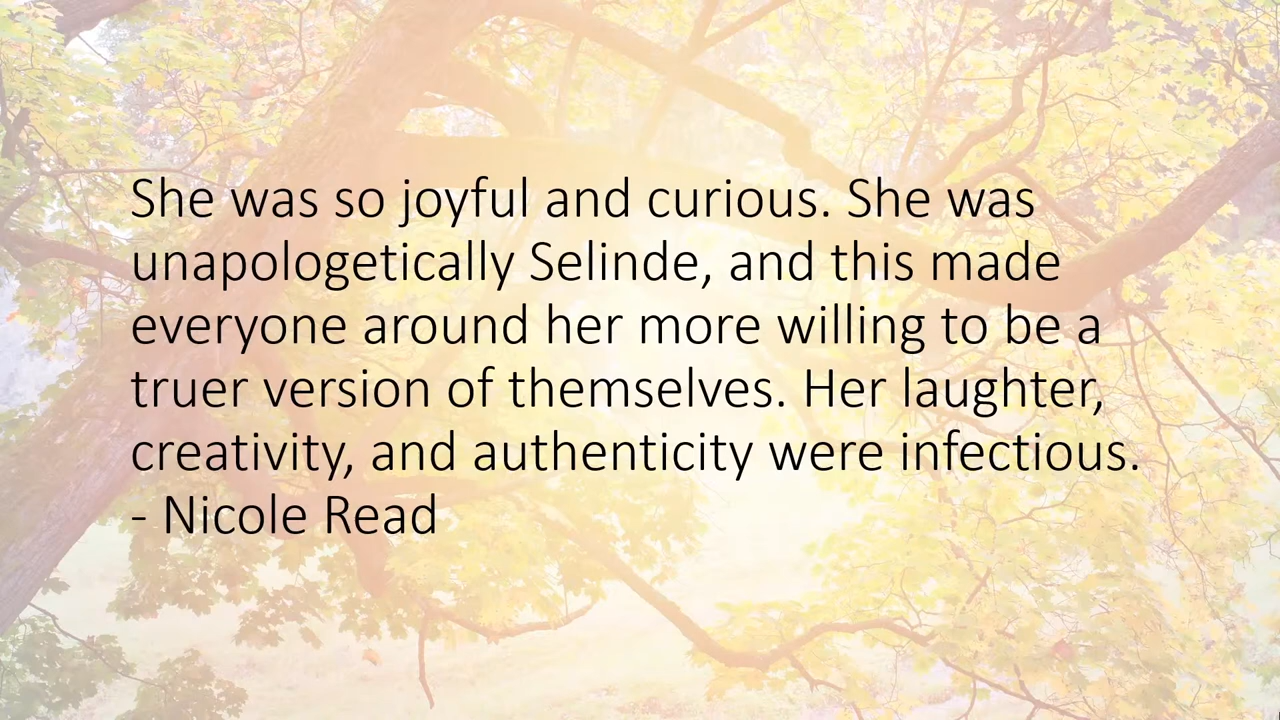 She was so joyful and curious. She was
unapologetically Selinde, and this made
everyone around her more willing to be a
truer version of themselves. Her laughter,
creativity, and authenticity were infectious.
- Nicole Read